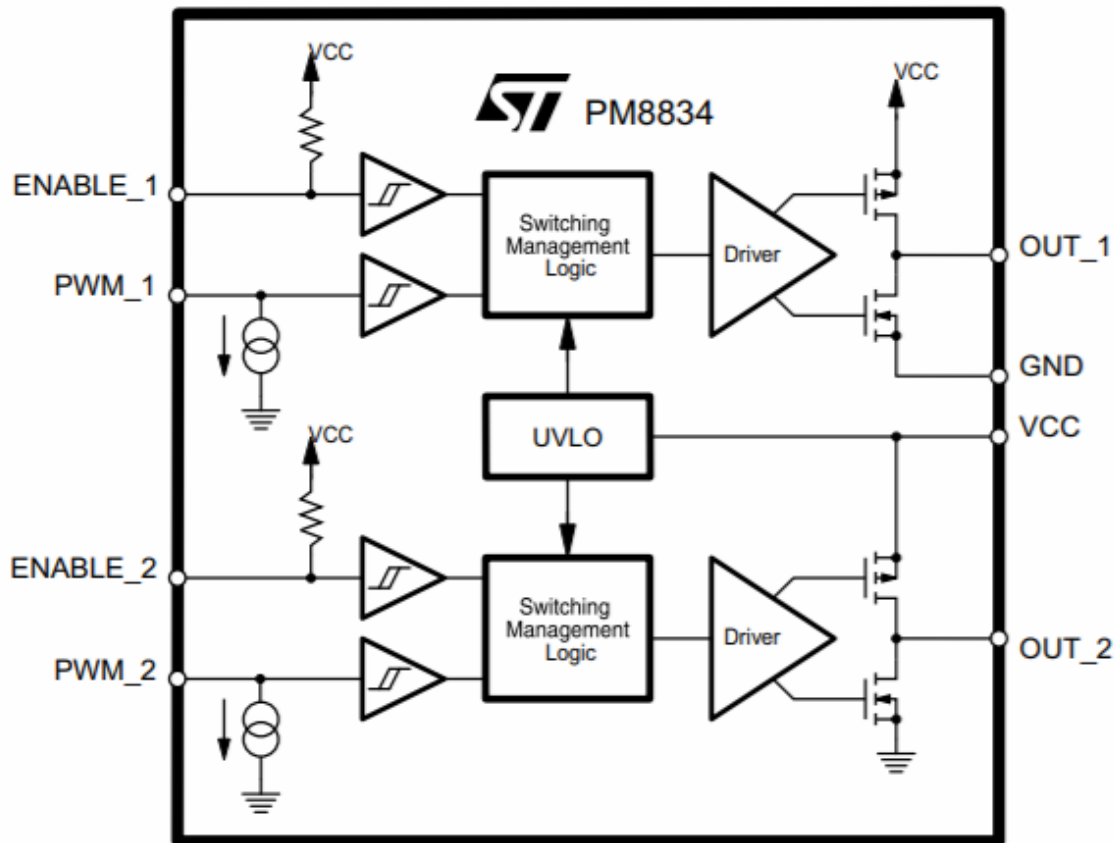 VCC
VCC
ST PM8834
ENABLE_1
Switching
Management
Logic
Driver
OUT_1
PWM_1
GND
VCC
UVLO
VCC
ENABLE_2
Switching
Management
Logic
Driver
OUT_2
PWM_2